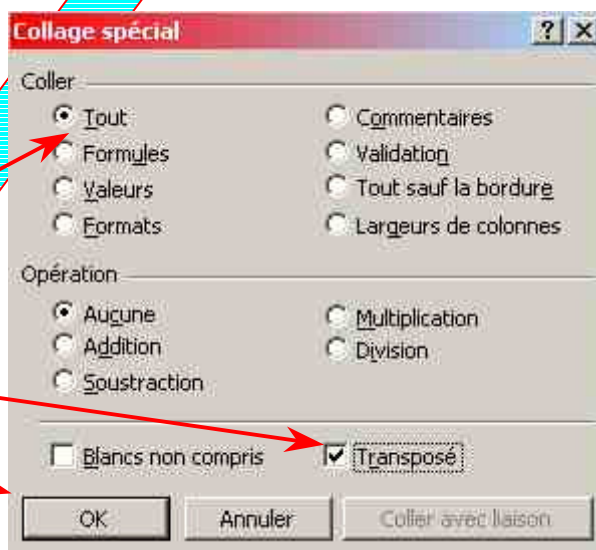 Collage spécial
Coller
Tout
Commentaires
Formules
Validation
Valeurs
Tout sauf la bordure
Formats
Largeurs de colonnes
Opération
Aucune
Multiplication
Addition
Division
Soustraction
Blancs non compris
Transposé
OK
Annuler
Coller avec liaison